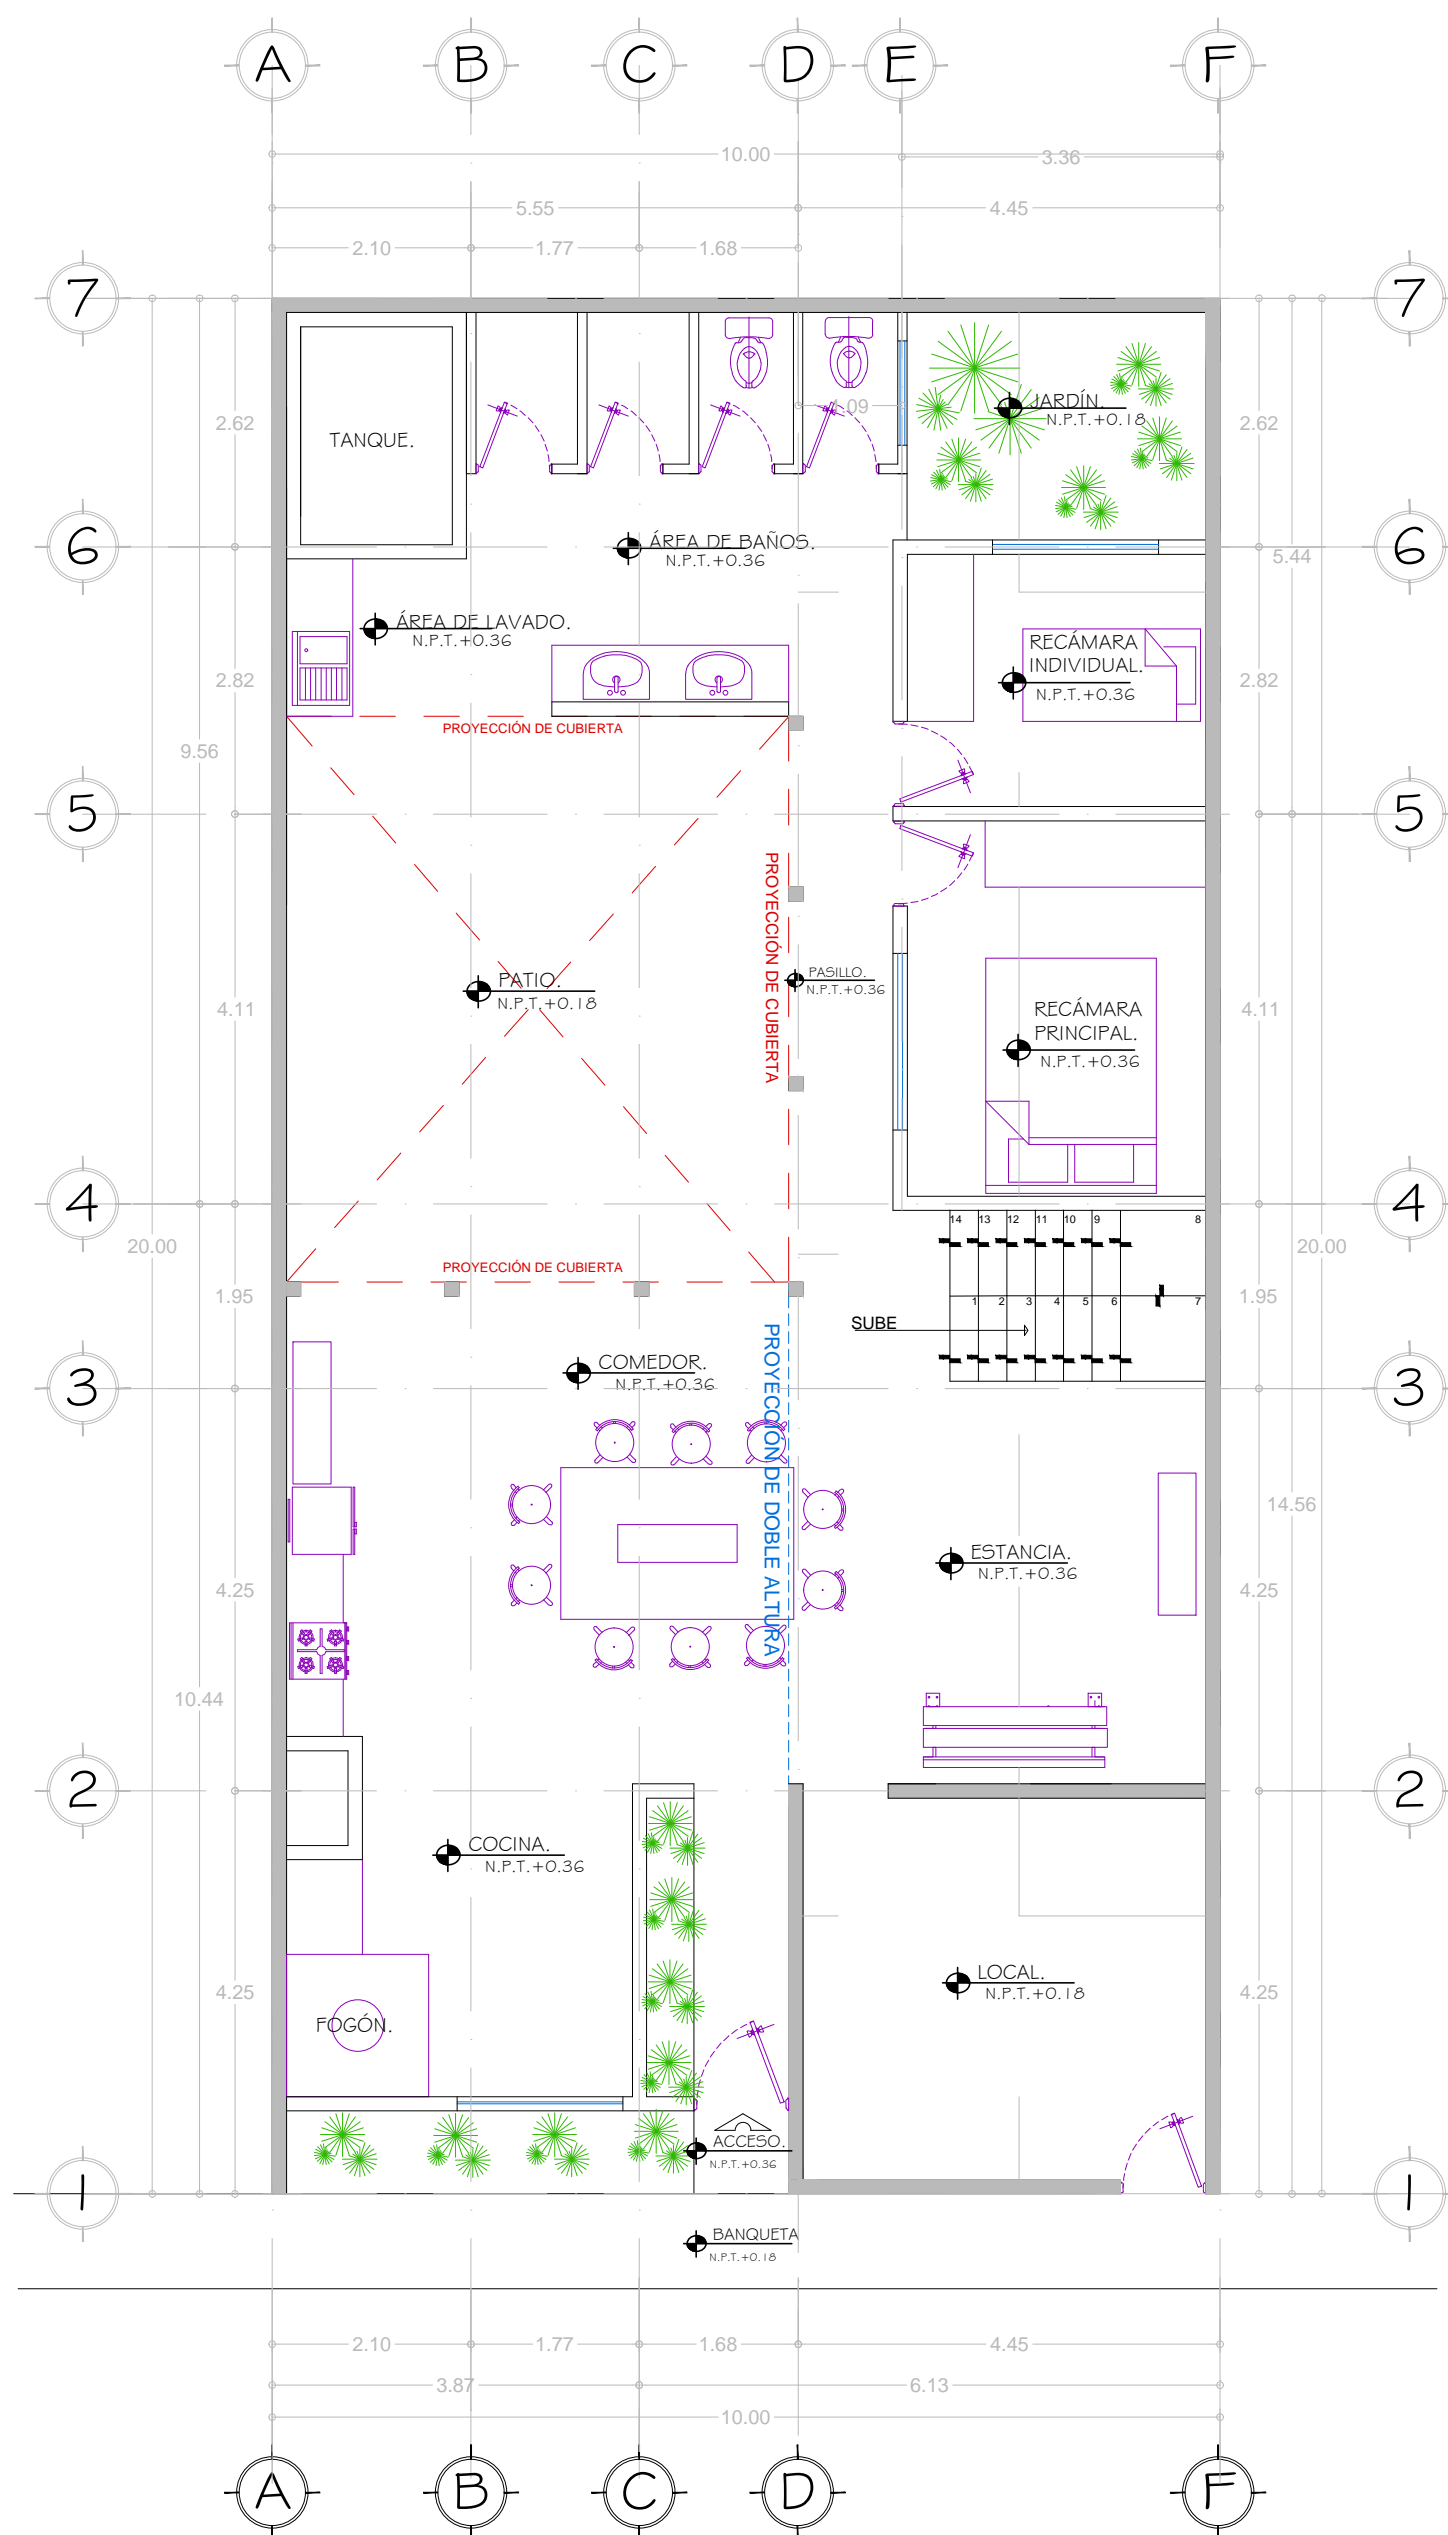 A B C D E F
10.00 3.36
5.55 4.45
2.10 1.77 1.68
7 7
2.62 TANQUE. 1.09 JARDÍN. 2.62
N.P.T.+0.18
6 6
ÁREA DE BAÑOS. 5.44
N.P.T.+0.36
ÁREA DE LAVADO.
N.P.T.+0.36
RECÁMARA
INDIVIDUAL.
N.P.T.+0.36
2.82 2.82
PROYECCIÓN DE CUBIERTA
9.56
5 5
PROYECCIÓN DE CUBIERTA
PATIO.
N.P.T.+0.18
PASILLO.
N.P.T.+0.36
4.11 4.11
RECÁMARA
PRINCIPAL.
N.P.T.+0.36
4 4
14 13 12 11 10 9 8
20.00 20.00
PROYECCIÓN DE CUBIERTA
1.95 1.95
1 2 3 4 5 6 7
SUBE
PROYECCIÓN DE DOBLE ALTURA
COMEDOR.
N.P.T.+0.36
3 3
14.56
ESTANCIA.
N.P.T.+0.36
4.25 4.25
10.44
2 2
COCINA.
N.P.T.+0.36
LOCAL.
N.P.T.+0.18
4.25 4.25
FOGÓN.
ACCESO.
N.P.T.+0.36
1 1
BANQUETA
N.P.T.+0.18
2.10 1.77 1.68 4.45
3.87 6.13
10.00
A B C D F